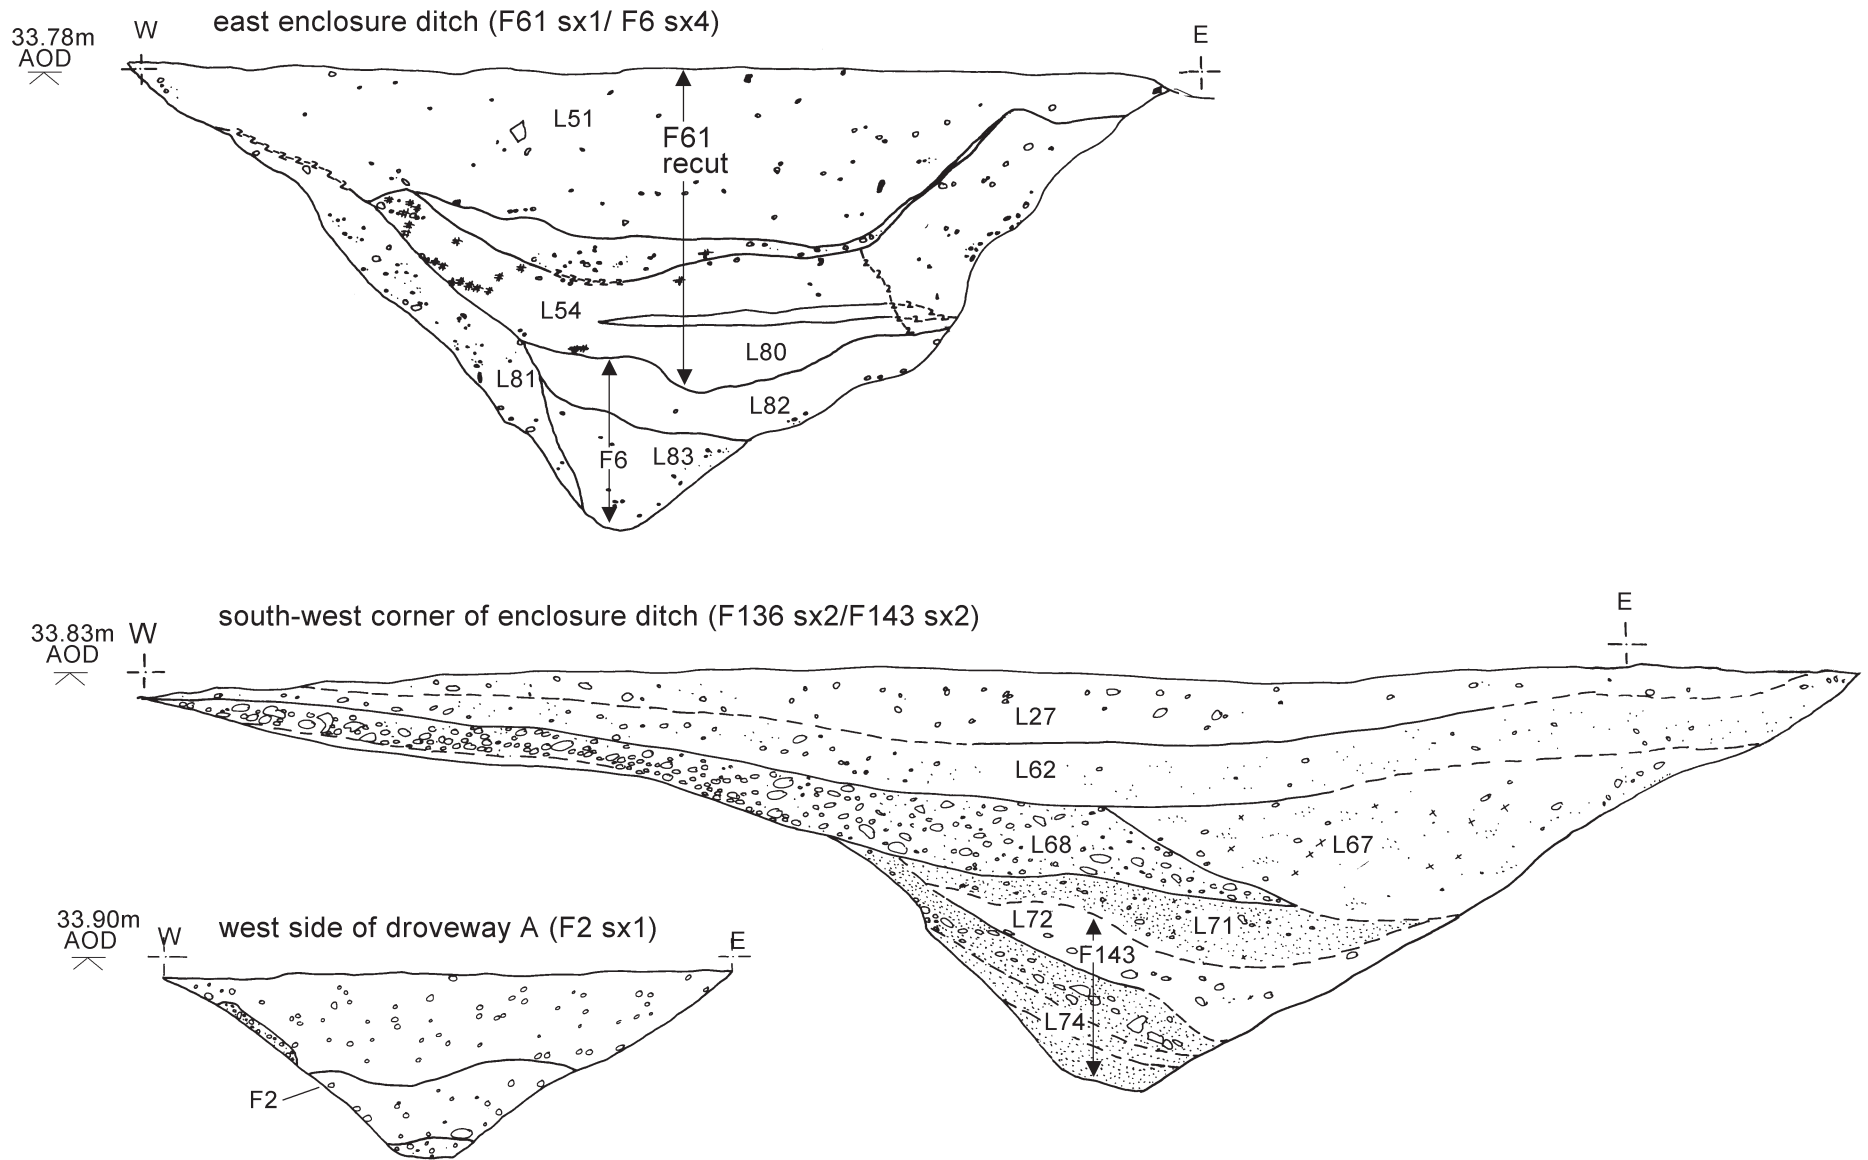 east enclosure ditch (F61 sx1/ F6 sx4)
33.78m
AOD
W
E
L51
F61
recut
L54
L80
L81
L82
F6
L83
south-west corner of enclosure ditch (F136 sx2/F143 sx2)
33.83m
AOD
W
E
L27
L62
L68
L67
L72
L71
F143
L74
west side of droveway A (F2 sx1)
33.90m
AOD
W
E
F2